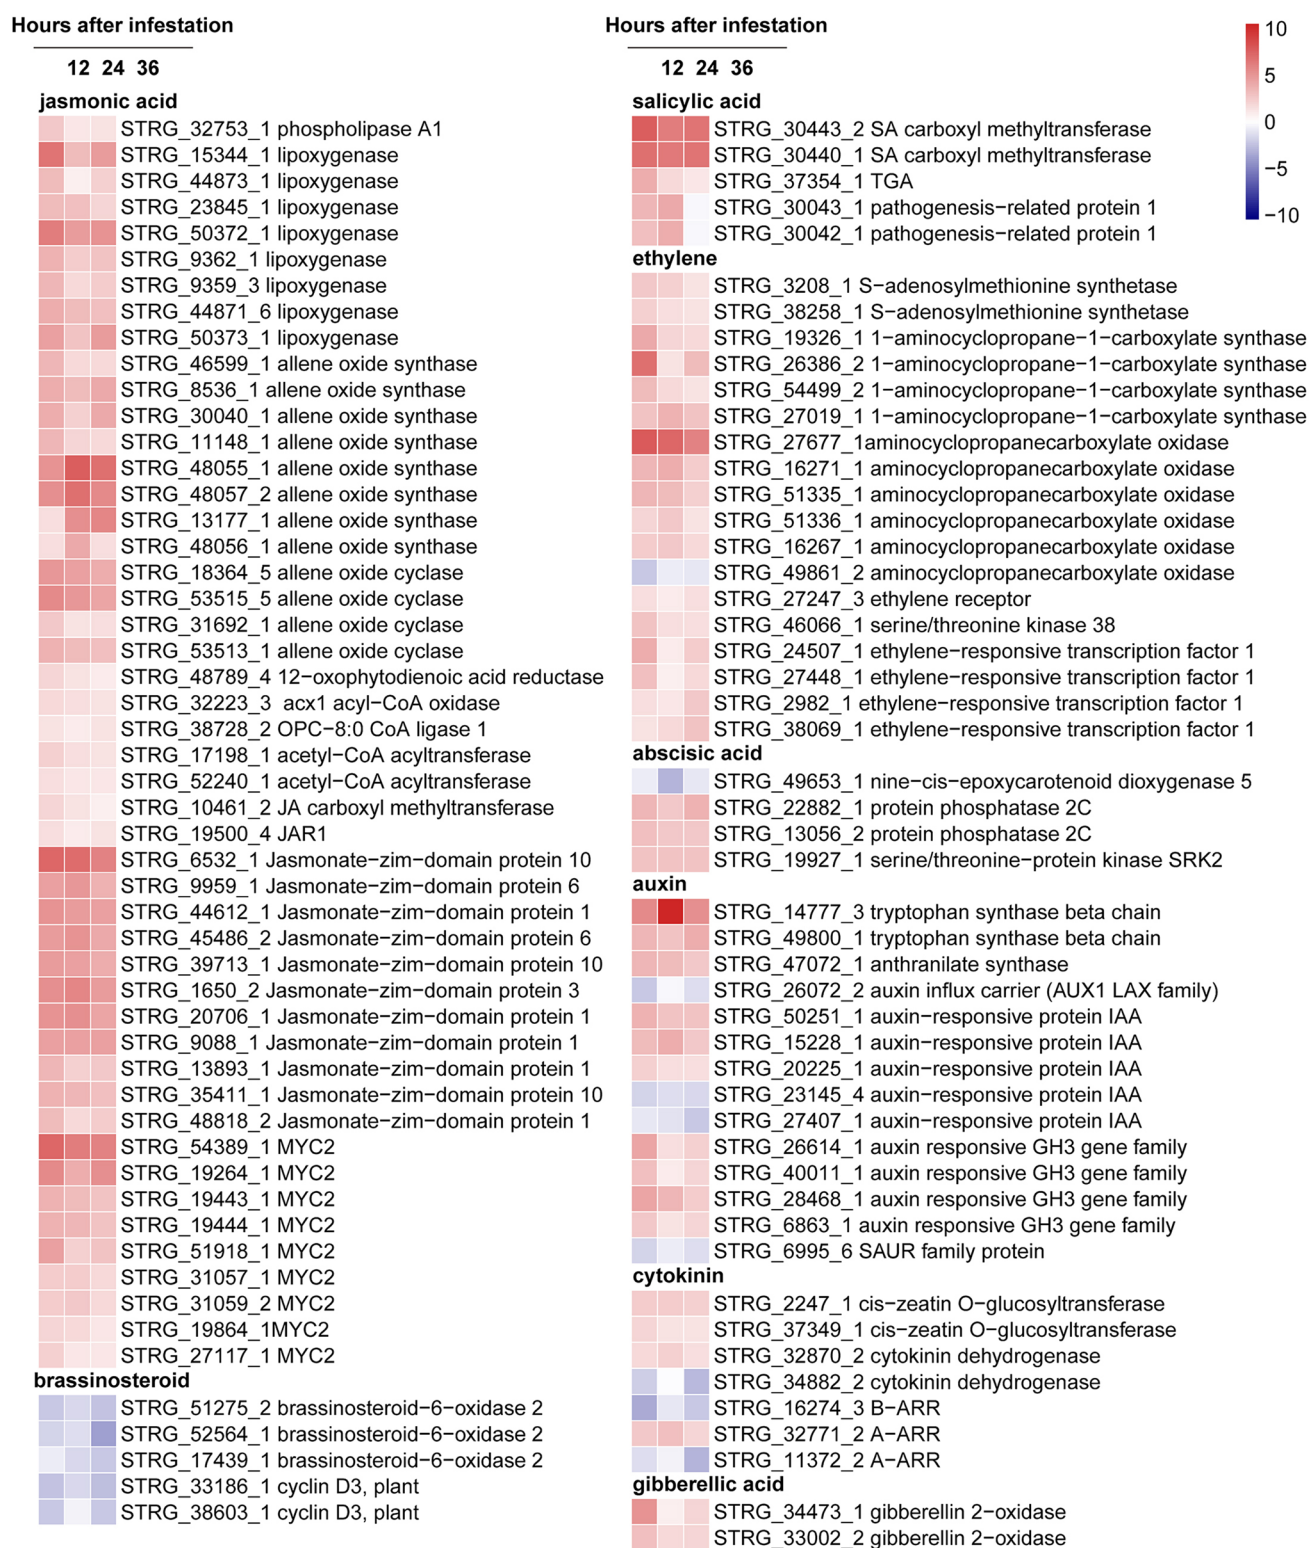 Hours after infestation
12 24 36
jasmonic acid
STRG_32753_1 phospholipase A1
STRG_15344_1 lipoxygenase
STRG_44873_1 lipoxygenase
STRG_23845_1 lipoxygenase
STRG_50372_1 lipoxygenase
STRG_9362_1 lipoxygenase
STRG_9359_3 lipoxygenase
STRG_44871_6 lipoxygenase
STRG_50373_1 lipoxygenase
STRG_46599_1 allene oxide synthase
STRG_8536_1 allene oxide synthase
STRG_30040_1 allene oxide synthase
STRG_11148_1 allene oxide synthase
STRG_48055_1 allene oxide synthase
STRG_48057_2 allene oxide synthase
STRG_13177_1 allene oxide synthase
STRG_48056_1 allene oxide synthase
STRG_18364_5 allene oxide cyclase
STRG_53515_5 allene oxide cyclase
STRG_31692_1 allene oxide cyclase
STRG_53513_1 allene oxide cyclase
STRG_48789_4 12−oxophytodienoic acid reductase
STRG_32223_3 acx1 acyl−CoA oxidase
STRG_38728_2 OPC−8:0 CoA ligase 1
STRG_17198_1 acetyl−CoA acyltransferase
STRG_52240_1 acetyl−CoA acyltransferase
STRG_10461_2 JA carboxyl methyltransferase
STRG_19500_4 JAR1
STRG_6532_1 Jasmonate−zim−domain protein 10
STRG_9959_1 Jasmonate−zim−domain protein 6
STRG_44612_1 Jasmonate−zim−domain protein 1
STRG_45486_2 Jasmonate−zim−domain protein 6
STRG_39713_1 Jasmonate−zim−domain protein 10
STRG_1650_2 Jasmonate−zim−domain protein 3
STRG_20706_1 Jasmonate−zim−domain protein 1
STRG_9088_1 Jasmonate−zim−domain protein 1
STRG_13893_1 Jasmonate−zim−domain protein 1
STRG_35411_1 Jasmonate−zim−domain protein 10
STRG_48818_2 Jasmonate−zim−domain protein 1
STRG_54389_1 MYC2
STRG_19264_1 MYC2
STRG_19443_1 MYC2
STRG_19444_1 MYC2
STRG_51918_1 MYC2
STRG_31057_1 MYC2
STRG_31059_2 MYC2
STRG_19864_1MYC2
STRG_27117_1 MYC2
brassinosteroid
STRG_51275_2 brassinosteroid−6−oxidase 2
STRG_52564_1 brassinosteroid−6−oxidase 2
STRG_17439_1 brassinosteroid−6−oxidase 2
STRG_33186_1 cyclin D3, plant
STRG_38603_1 cyclin D3, plant
Hours after infestation
12 24 36
salicylic acid
STRG_30443_2 SA carboxyl methyltransferase
STRG_30440_1 SA carboxyl methyltransferase
STRG_37354_1 TGA
STRG_30043_1 pathogenesis−related protein 1
STRG_30042_1 pathogenesis−related protein 1
ethylene
STRG_3208_1 S−adenosylmethionine synthetase
STRG_38258_1 S−adenosylmethionine synthetase
STRG_19326_1 1−aminocyclopropane−1−carboxylate synthase
STRG_26386_2 1−aminocyclopropane−1−carboxylate synthase
STRG_54499_2 1−aminocyclopropane−1−carboxylate synthase
STRG_27019_1 1−aminocyclopropane−1−carboxylate synthase
STRG_27677_1aminocyclopropanecarboxylate oxidase
STRG_16271_1 aminocyclopropanecarboxylate oxidase
STRG_51335_1 aminocyclopropanecarboxylate oxidase
STRG_51336_1 aminocyclopropanecarboxylate oxidase
STRG_16267_1 aminocyclopropanecarboxylate oxidase
STRG_49861_2 aminocyclopropanecarboxylate oxidase
STRG_27247_3 ethylene receptor
STRG_46066_1 serine/threonine kinase 38
STRG_24507_1 ethylene−responsive transcription factor 1
STRG_27448_1 ethylene−responsive transcription factor 1
STRG_2982_1 ethylene−responsive transcription factor 1
STRG_38069_1 ethylene−responsive transcription factor 1
abscisic acid
STRG_49653_1 nine−cis−epoxycarotenoid dioxygenase 5
STRG_22882_1 protein phosphatase 2C
STRG_13056_2 protein phosphatase 2C
STRG_19927_1 serine/threonine−protein kinase SRK2
auxin
STRG_14777_3 tryptophan synthase beta chain
STRG_49800_1 tryptophan synthase beta chain
STRG_47072_1 anthranilate synthase
STRG_26072_2 auxin influx carrier (AUX1 LAX family)
STRG_50251_1 auxin−responsive protein IAA
STRG_15228_1 auxin−responsive protein IAA
STRG_20225_1 auxin−responsive protein IAA
STRG_23145_4 auxin−responsive protein IAA
STRG_27407_1 auxin−responsive protein IAA
STRG_26614_1 auxin responsive GH3 gene family
STRG_40011_1 auxin responsive GH3 gene family
STRG_28468_1 auxin responsive GH3 gene family
STRG_6863_1 auxin responsive GH3 gene family
STRG_6995_6 SAUR family protein
cytokinin
STRG_2247_1 cis−zeatin O−glucosyltransferase
STRG_37349_1 cis−zeatin O−glucosyltransferase
STRG_32870_2 cytokinin dehydrogenase
STRG_34882_2 cytokinin dehydrogenase
STRG_16274_3 B−ARR
STRG_32771_2 A−ARR
STRG_11372_2 A−ARR
gibberellic acid
STRG_34473_1 gibberellin 2−oxidase
STRG_33002_2 gibberellin 2−oxidase
10
5
0
−5
−10